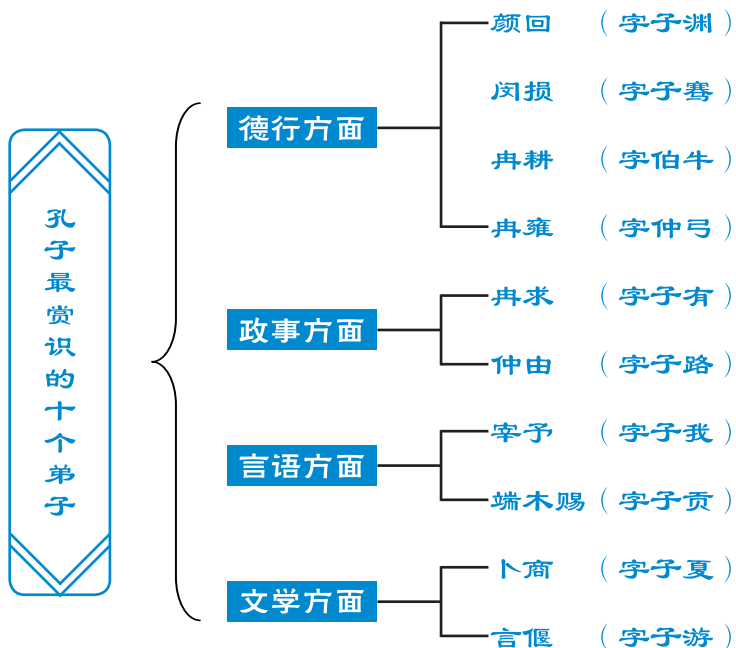 孔子最赏识的十个弟子
德行方面
颜回 （字子渊）
闵损 （字子骞）
冉耕 （字伯牛）
冉雍 （字仲弓）
政事方面
冉求 （字子有）
仲由 （字子路）
言语方面
宰予 （字子我）
端木赐（字子贡）
文学方面
卜商 （字子夏）
言偃 （字子游）